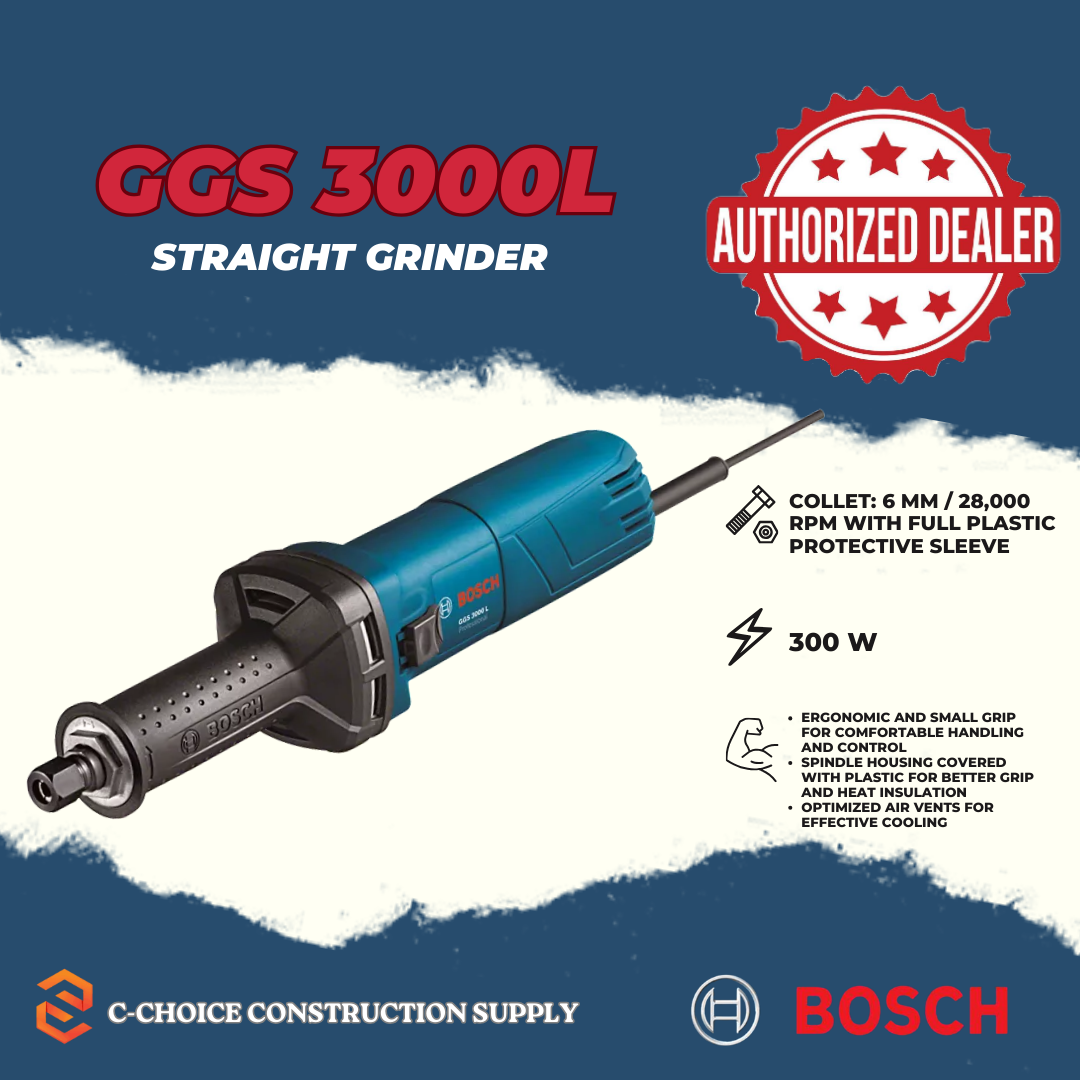 GGS 3000L
STRAIGHT GRINDER
AUTHORIZED DEALER
COLLET: 6 MM / 28,000
RPM WITH FULL PLASTIC
PROTECTIVE SLEEVE
BOSCH
GGS 3000 L
Professional
300 W
BOSCH
• ERGONOMIC AND SMALL GRIP
FOR COMFORTABLE HANDLING
AND CONTROL
• SPINDLE HOUSING COVERED
WITH PLASTIC FOR BETTER GRIP
AND HEAT INSULATION
• OPTIMIZED AIR VENTS FOR
EFFECTIVE COOLING
C-CHOICE CONSTRUCTION SUPPLY
BOSCH